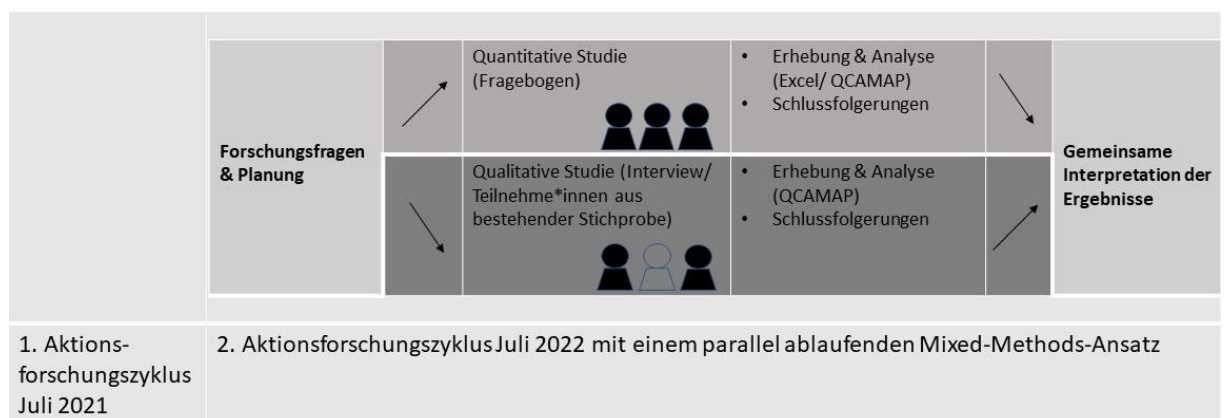 Forschungsfragen
& Planung
Quantitative Studie
(Fragebogen)
• Erhebung & Analyse
(Excel/ QCAMAP)
• Schlussfolgerungen
Qualitative Studie (Interview/
Teilnehme*innen aus
bestehender Stichprobe)
• Erhebung & Analyse
(QCAMAP)
• Schlussfolgerungen
Gemeinsame
Interpretation der
Ergebnisse
1. Aktions-
forschungszyklus
Juli 2021
2. Aktionsforschungszyklus Juli 2022 mit einem parallel ablaufenden Mixed-Methods-Ansatz